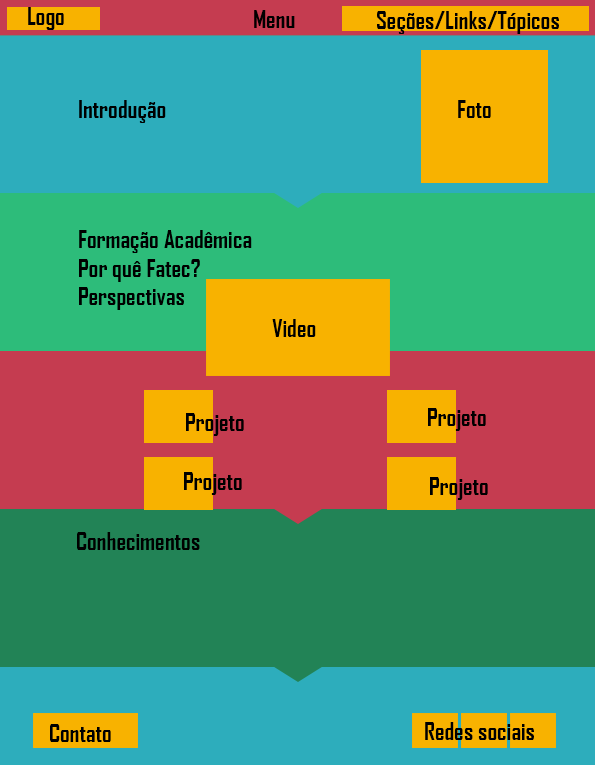 Logo
Menu
Seções/Links/Tópicos
Introdução
Foto
Formação Acadêmica
Por quê Fatec?
Perspectivas
Video
Projeto
Projeto
Projeto
Projeto
Conhecimentos
Contato
Redes sociais